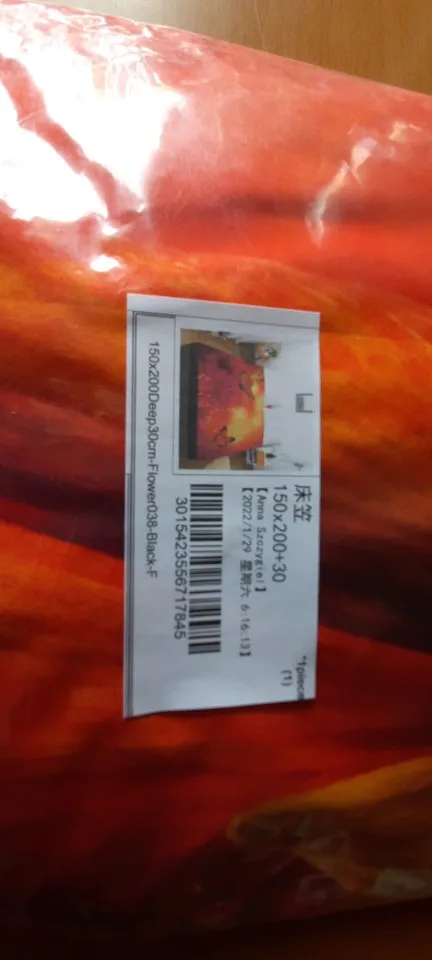 床笠
150x200+30
*1piece
(1)
【Anna Szczygiel】
【2022/1/29 星期六 6:16:13】
3015423556717845
150x200Deep30cm-Flower038-Black-F